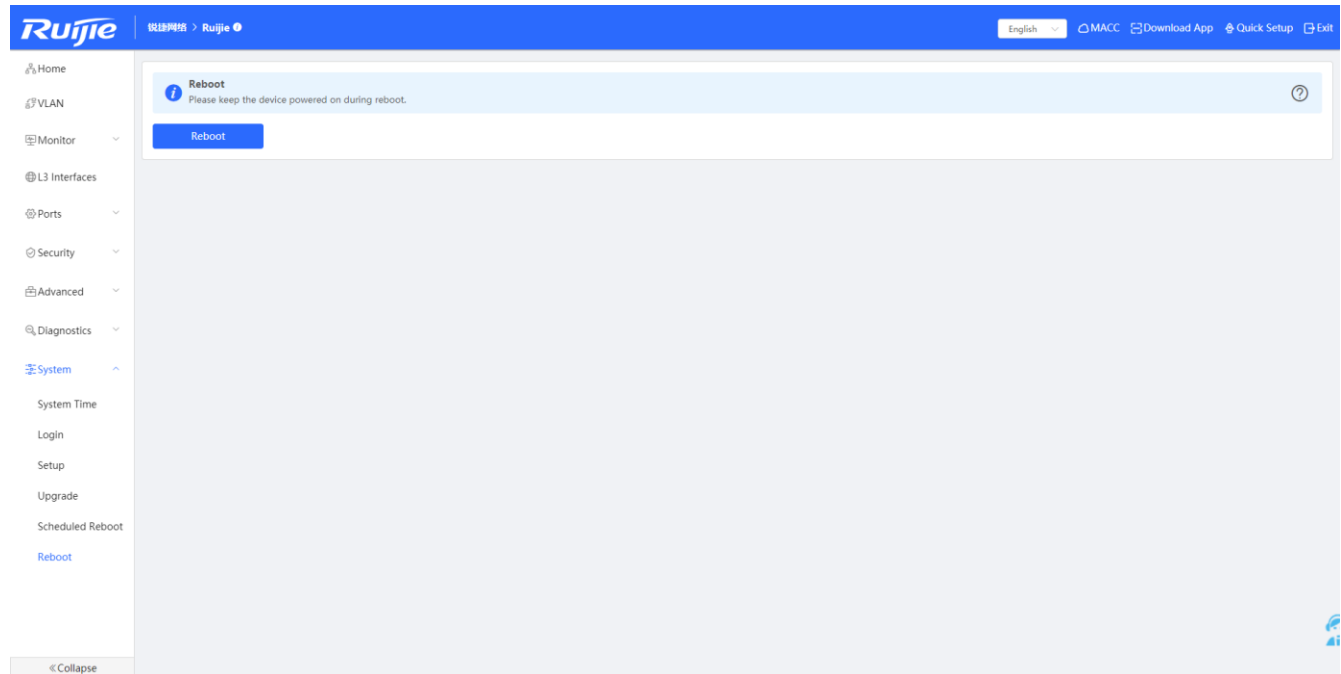 Ruijie
锐捷网络 > Ruijie
English
MACC
Download App
Quick Setup
Exit
Home
VLAN
Monitor
L3 Interfaces
Ports
Security
Advanced
Diagnostics
System
System Time
Login
Setup
Upgrade
Scheduled Reboot
Reboot
«Collapse
Reboot
Please keep the device powered on during reboot.
Reboot